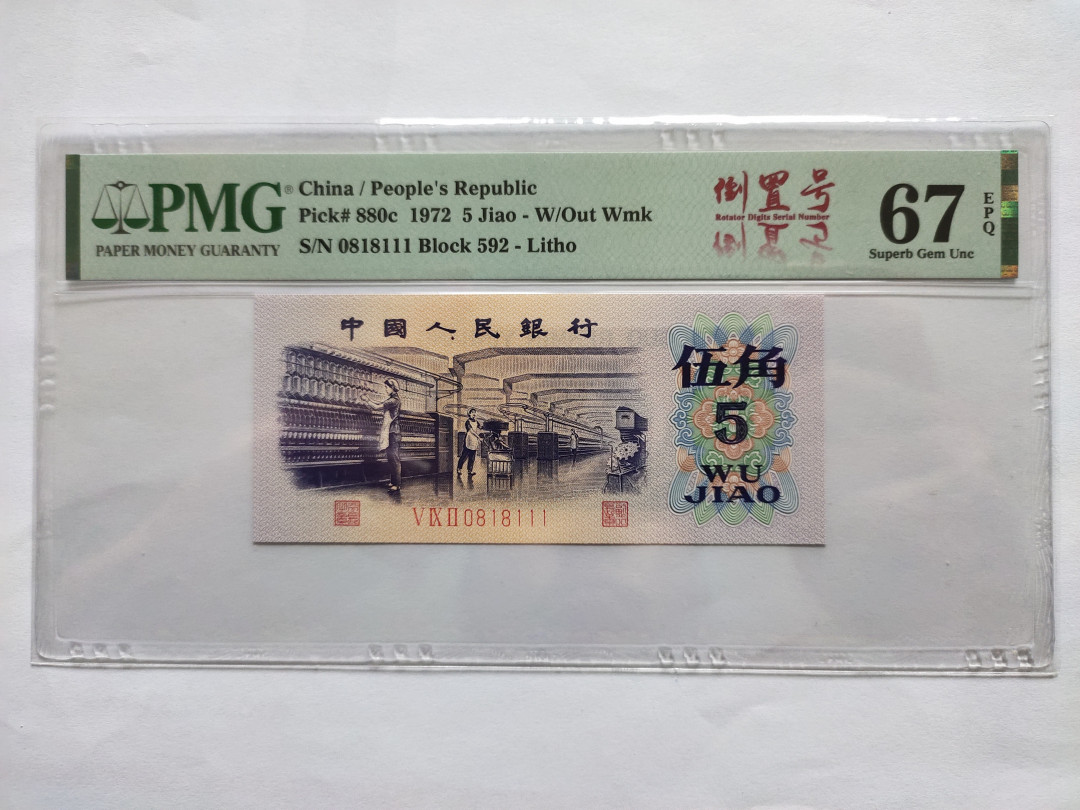 PMG®
PAPER MONEY GUARANTY
China / People's Republic
Pick# 880c 1972 5 Jiao - W/Out Wmk
S/N 0818111 Block 592 - Litho
倒置号
Rotator Digits Serial Number
67
Superb Gem Unc
EPQ
中國人民銀行
伍角
5
WU
JIAO
VⅨⅡ0818111